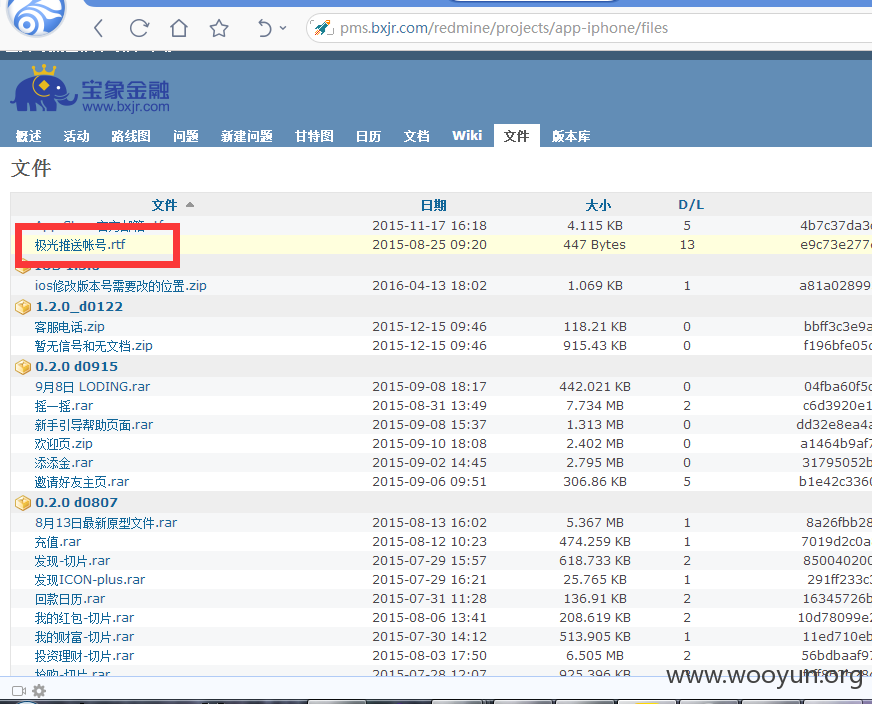 pms.bxjr.com/redmine/projects/app-iphone/files
宝象金融
www.bxjr.com
概述 活动 路线图 问题 新建问题 甘特图 日历 文档 Wiki 文件 版本库
文件
文件 日期 大小 D/L
2015-11-17 16:18 4.115 KB 5 4b7c37da3
极光推送帐号.rtf 2015-08-25 09:20 447 Bytes 13 e9c73e277
ios修改版本号需要改的位置.zip 2016-04-13 18:02 1.069 KB 1 a81a02899
1.2.0_d0122
客服电话.zip 2015-12-15 09:46 118.21 KB 0 bbff3c3e9a
暂无信号和无文档.zip 2015-12-15 09:46 915.43 KB 0 f196bfe05
0.2.0 d0915
9月8日 LODING.rar 2015-09-08 18:17 442.021 KB 0 04fba60f5
摇一摇.rar 2015-08-31 13:49 7.734 MB 2 c6d3920e1
新手引导帮助页面.rar 2015-09-08 15:37 1.313 MB 0 dd32e8ea4
欢迎页.zip 2015-09-10 18:08 2.402 MB 0 a1464b9af7
添添金.rar 2015-09-02 14:45 2.795 MB 0 31795052
邀请好友主页.rar 2015-09-06 09:51 306.86 KB 5 b1e42c336
0.2.0 d0807
8月13日最新原型文件.rar 2015-08-13 16:02 5.367 MB 1 8a26fbb28
充值.rar 2015-08-12 10:23 474.259 KB 1 7019d2c0a
发现-切片.rar 2015-07-29 15:57 618.733 KB 2 850040200
发现ICON-plus.rar 2015-07-29 16:21 25.765 KB 1 291ff233c
回款日历.rar 2015-07-31 11:28 136.91 KB 2 16345726
我的红包-切片.rar 2015-08-06 13:41 208.619 KB 1 10d78099e
我的财富-切片.rar 2015-07-30 14:12 513.905 KB 1 11ed710eb
投资理财-切片.rar 2015-08-03 17:50 6.505 MB 2 56bdbaaf9
抢购-切片.rar 2015-07-28 12:07 925.396 KB
www.wooyun.org